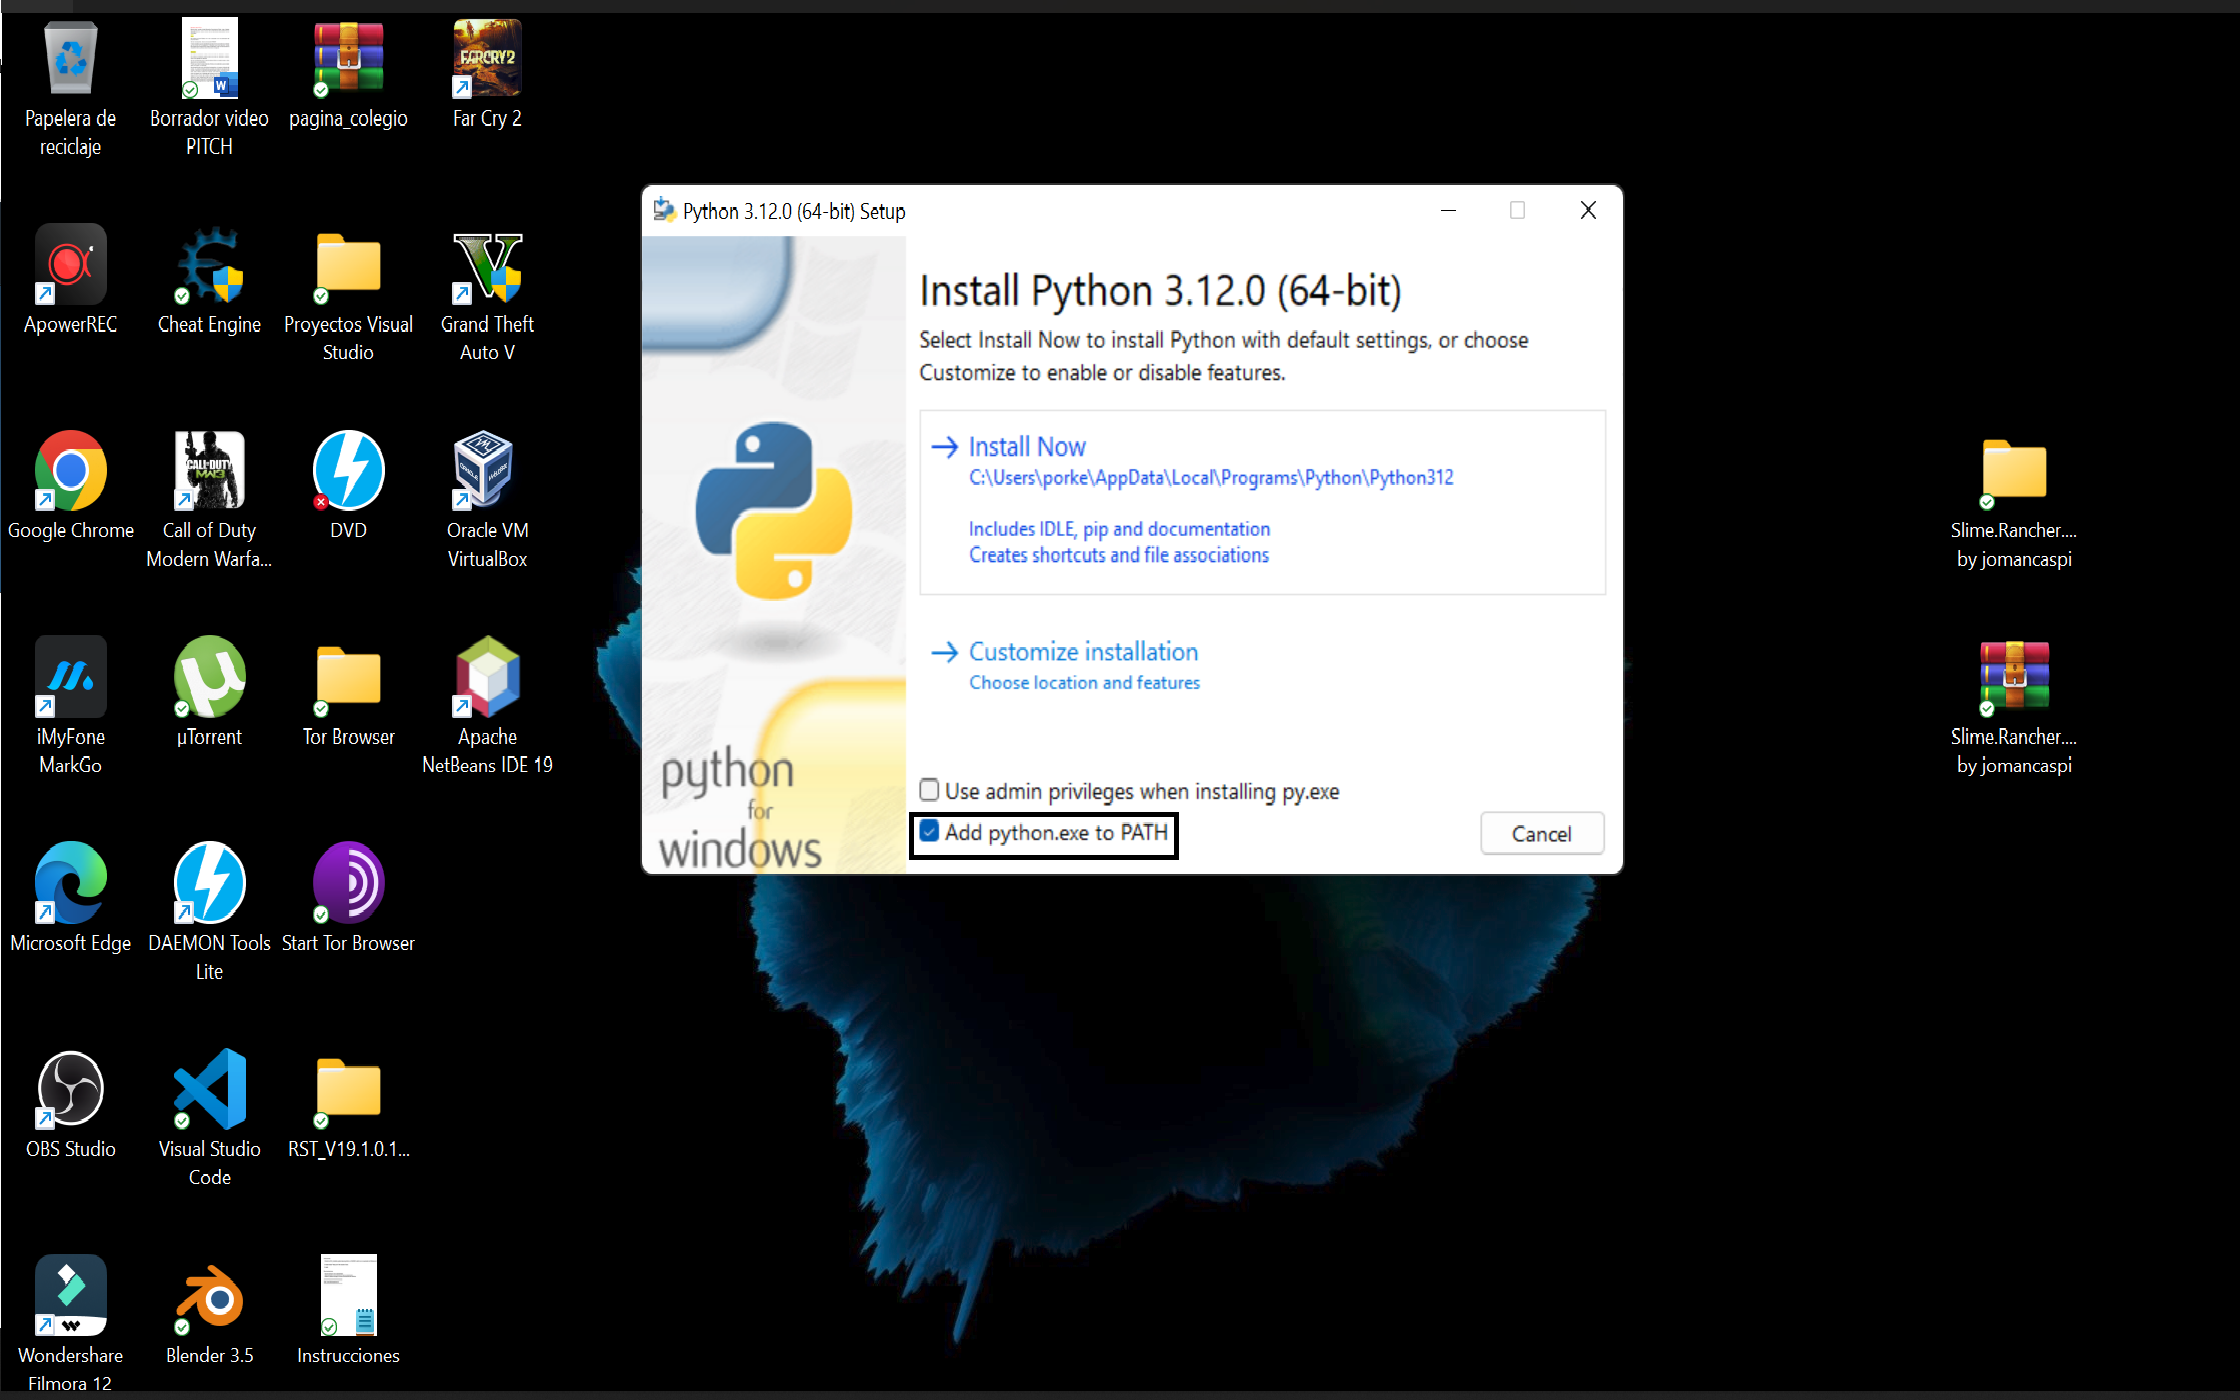 Papelera de
reciclaje
Borrador video
PITCH
pagina_colegio
FARCRY2
Far Cry 2
ApowerREC
Cheat Engine
Proyectos Visual
Studio
Grand Theft
Auto V
Google Chrome
CALL OF DUTY
MW3
Call of Duty
Modern Warfa...
DVD
Oracle VM
VirtualBox
iMyFone
MarkGo
µTorrent
Tor Browser
Apache
NetBeans IDE 19
Microsoft Edge
DAEMON Tools
Lite
Start Tor Browser
OBS Studio
Visual Studio
Code
RST_V19.1.0.1...
Wondershare
Filmora 12
Blender 3.5
Instrucciones
Python 3.12.0 (64-bit) Setup
Install Python 3.12.0 (64-bit)
Select Install Now to install Python with default settings, or choose
Customize to enable or disable features.
Install Now
C:\Users\porke\AppData\Local\Programs\Python\Python312
Includes IDLE, pip and documentation
Creates shortcuts and file associations
Customize installation
Choose location and features
Use admin privileges when installing py.exe
Add python.exe to PATH
Cancel
python
for
windows
Slime.Rancher....
by jomancaspi
Slime.Rancher....
by jomancaspi